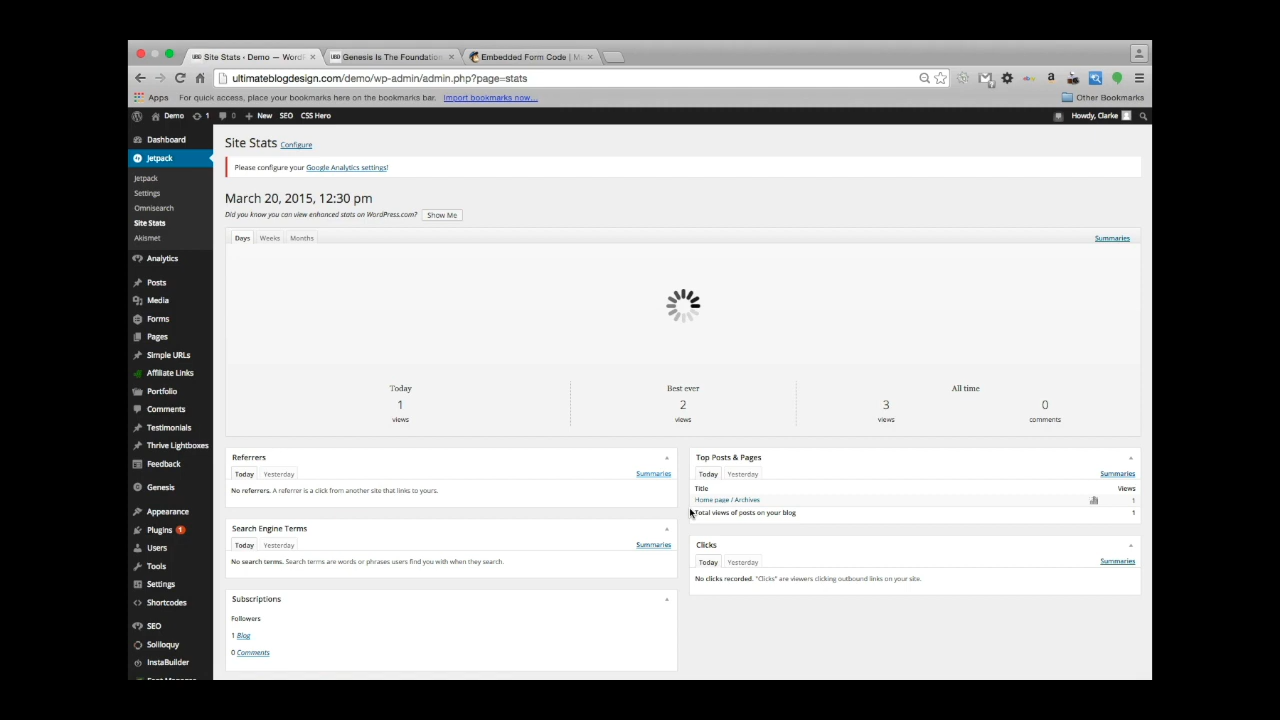 Site Stats · Demo — WordP
Genesis Is The Foundation
Embedded Form Code | M
ultimateblogdesign.com/demo/wp-admin/admin.php?page=stats
Apps
For quick access, place your bookmarks here on the bookmarks bar. Import bookmarks now...
Other Bookmarks
Demo
1
0
New
SEO
CSS Hero
Howdy, Clarke
Dashboard
Jetpack
Jetpack
Settings
Omnisearch
Site Stats
Akismet
Analytics
Posts
Media
Forms
Pages
Simple URLs
Affiliate Links
Portfolio
Comments
Testimonials
Thrive Lightboxes
Feedback
Genesis
Appearance
Plugins 1
Users
Tools
Settings
Shortcodes
SEO
Soliloquy
InstaBuilder
Site Stats Configure
Please configure your Google Analytics settings!
March 20, 2015, 12:30 pm
Did you know you can view enhanced stats on WordPress.com? Show Me
Days Weeks Months
Summaries
Today
1
views
Best ever
2
views
All time
3
views
0
comments
Referrers
Today Yesterday
Summaries
No referrers. A referrer is a click from another site that links to yours.
Search Engine Terms
Today Yesterday
Summaries
No search terms. Search terms are words or phrases users find you with when they search.
Subscriptions
Followers
1 Blog
0 Comments
Top Posts & Pages
Today Yesterday
Summaries
Title Views
Home page / Archives 1
Total views of posts on your blog 1
Clicks
Today Yesterday
Summaries
No clicks recorded. "Clicks" are viewers clicking outbound links on your site.